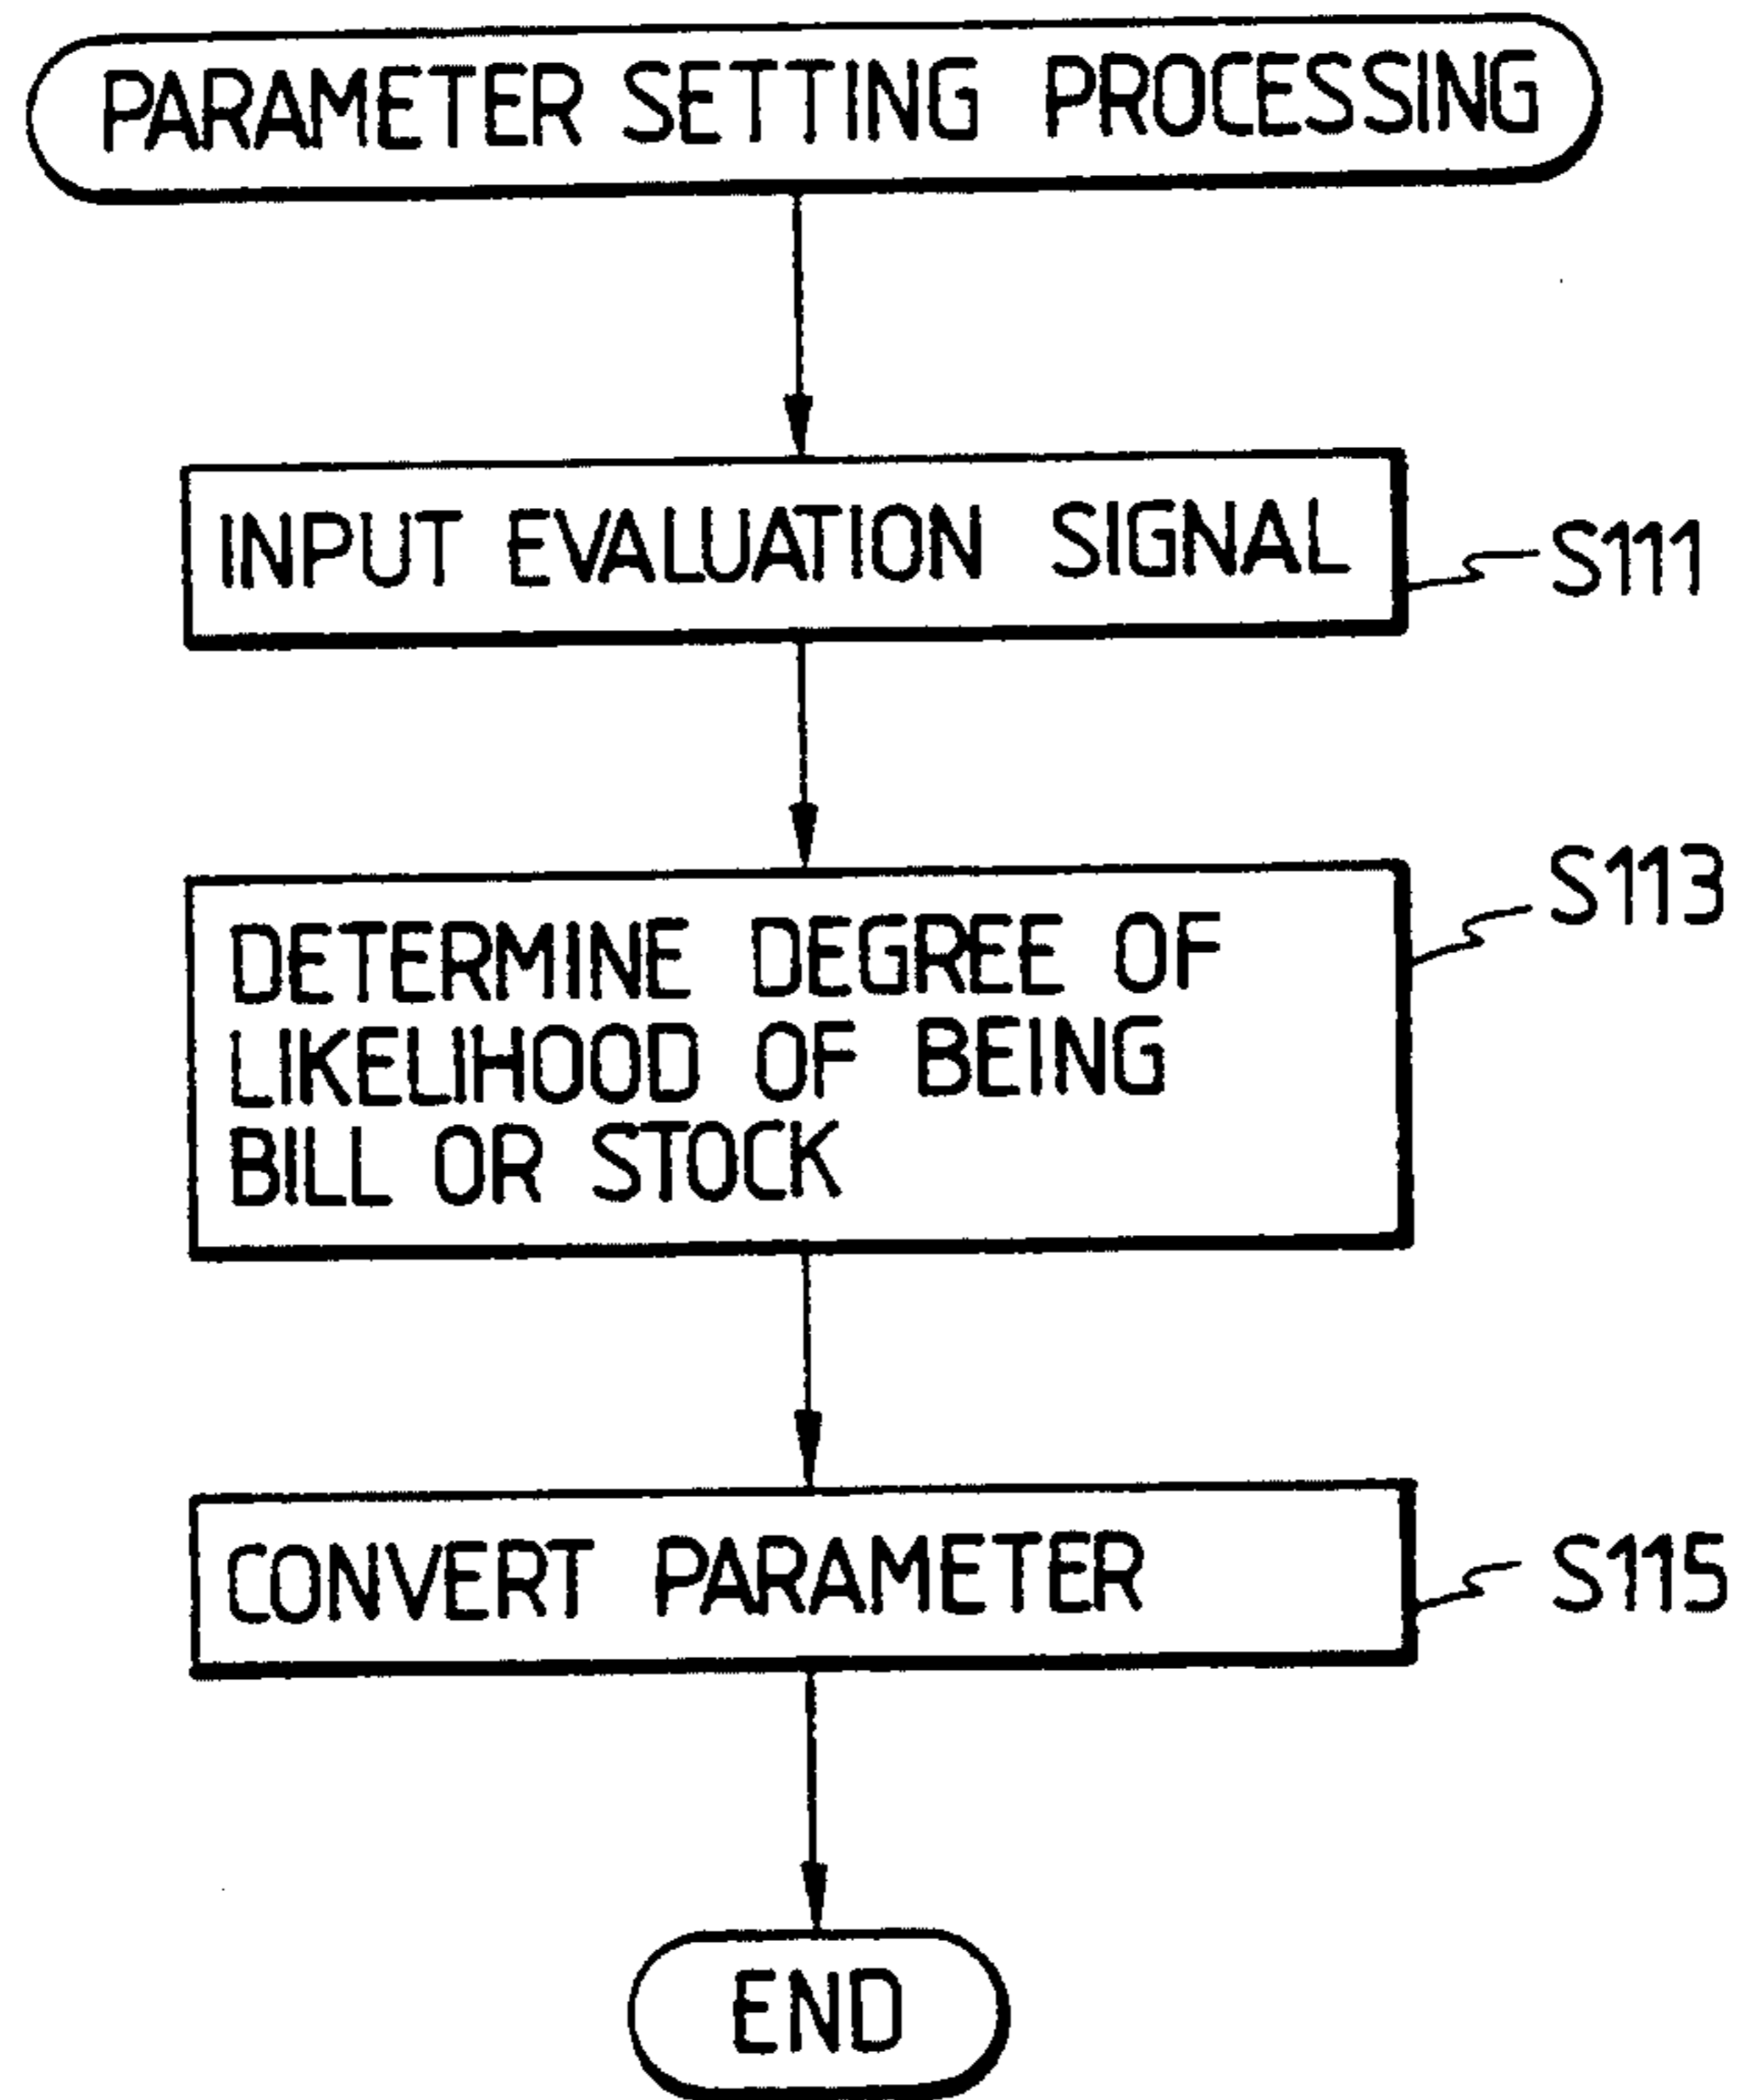 PARAMETER SETTING PROCESSING
INPUT EVALUATION SIGNAL
S111
DETERMINE DEGREE OF
LIKELIHOOD OF BEING
BILL OR STOCK
S113
CONVERT PARAMETER
S115
END